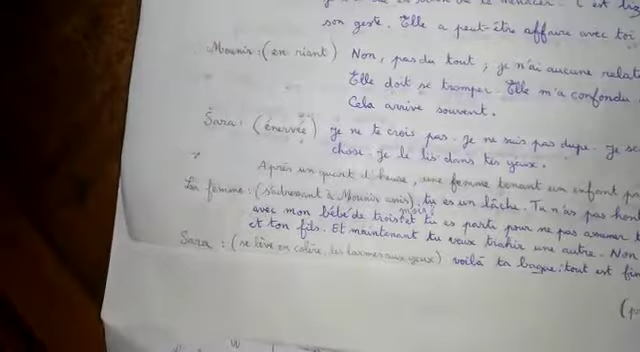 son geste. Elle a peut-être affaire avec toi
Mounir: (en riant) Non, pas du tout; je n'ai aucune relat
Elle doit se tromper. Elle m'a confondu
Cela arrive souvent.
Sara: (énervée) je ne te crois pas. Je ne suis pas dupe. Je se
chose. Je le lis dans tes yeux.
Après un quart d'heure, une femme tenant un enfant pa
La femme: (s'adressant à Mounir assis), tu es un lâche. Tu n'as pas hon
avec mon bébé de trois mois et tu es parti pour ne pas assumer t
et ton fils. Et maintenant tu veux trahir une autre. Non
Sara: (se lève en colère, les larmes aux yeux) voilà ta bague; tout est fin